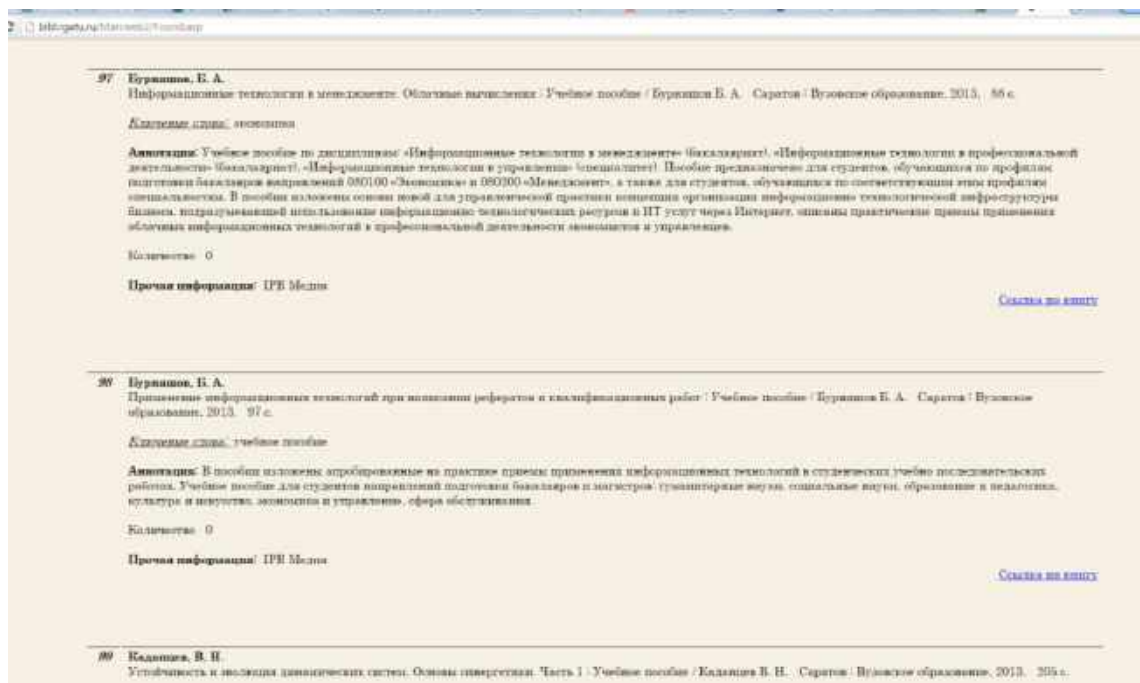 97 Бурняшов, Б. А.
Информационные технологии в менеджменте. Облачные вычисления : Учебное пособие / Бурняшов Б. А. Саратов : Вузовское образование, 2013. 86 с.
Ключевые слова: экономика
Аннотация: Учебное пособие по дисциплинам: «Информационные технологии в менеджменте» (бакалавриат), «Информационные технологии в профессиональной
деятельности» (бакалавриат), «Информационные технологии в управлении» (специалитет). Пособие предназначено для студентов, обучающихся по профилям
подготовки бакалавров направлений 080100 «Экономика» и 080200 «Менеджмент», а также для студентов, обучающихся по соответствующим этим профилям
специальностям. В пособии изложены основы новой для управленческой практики концепции организации информационно технологической инфраструктуры
бизнеса, подразумевающей использование информационно технологических ресурсов и ИТ услуг через Интернет, описаны практические приемы применения
облачных информационных технологий в профессиональной деятельности экономистов и управленцев.
Количество 0
Прочая информация: IPR Медиа
Ссылка на книгу
98 Бурняшов, Б. А.
Применение информационных технологий при написании рефератов и квалификационных работ : Учебное пособие / Бурняшов Б. А. Саратов : Вузовское
образование, 2013. 97 с.
Ключевые слова: учебное пособие
Аннотация: В пособии изложены апробированные на практике приемы применения информационных технологий в студенческих учебно последовательских
работах. Учебное пособие для студентов направлений подготовки бакалавров и магистров: гуманитарные науки, социальные науки, образование и педагогика,
культура и искусство, экономика и управление, сфера обслуживания.
Количество 0
Прочая информация: IPR Медиа
Ссылка на книгу
99 Каданцев, В. Н.
Устойчивость и эволюция динамических систем. Основы синергетики. Часть 1 : Учебное пособие / Каданцев В. Н. Саратов : Вузовское образование, 2013. 205 с.